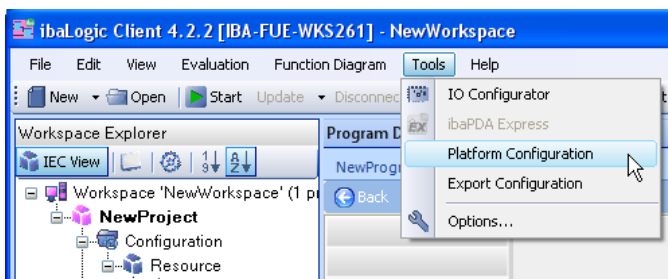 ibaLogic Client 4.2.2 [IBA-FUE-WKS261] - NewWorkspace
File Edit View Evaluation Function Diagram Tools Help
New Open Start Update Disconnec
IO Configurator
ibaPDA Express
Platform Configuration
Export Configuration
Options...
Workspace Explorer
IEC View
Workspace 'NewWorkspace' (1 p
NewProject
Configuration
Resource
Program D
NewProgr
Back